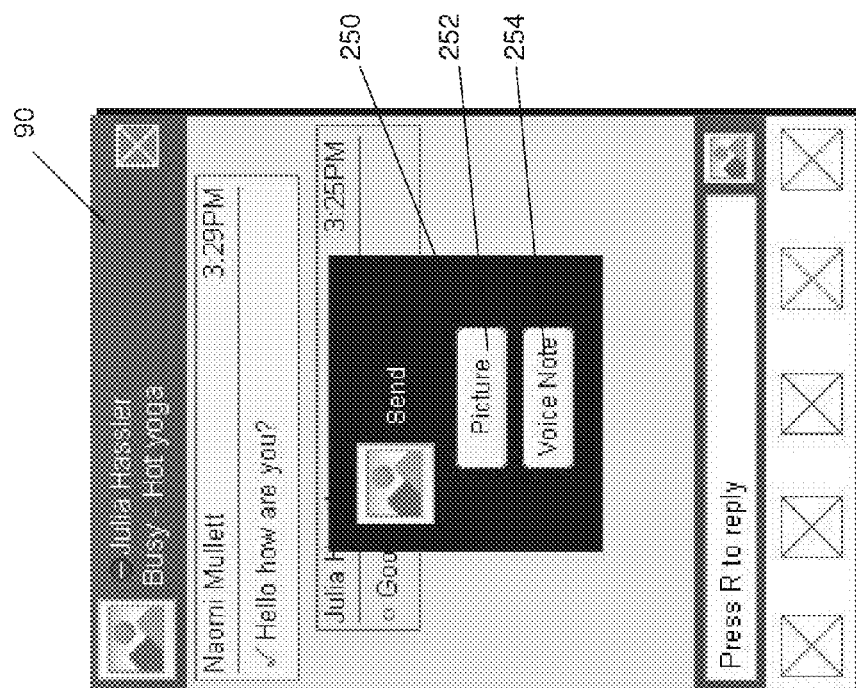 90
– Julia Hassler
Busy - Hot yoga
Naomi Mullett 3:29PM
✓ Hello how are you?
Julia H 3:25PM
Goo
Send
Picture
Voice Note
Press R to reply
250
252
254